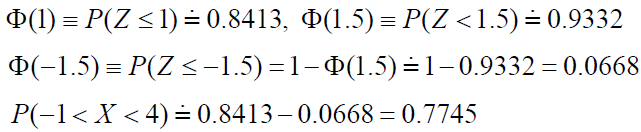 Φ(1) ≡ P(Z ≤ 1) ≐ 0.8413, Φ(1.5) ≡ P(Z < 1.5) ≐ 0.9332
Φ(−1.5) ≡ P(Z ≤ −1.5) = 1 − Φ(1.5) ≐ 1 − 0.9332 = 0.0668
P(−1 < X < 4) ≐ 0.8413 − 0.0668 = 0.7745